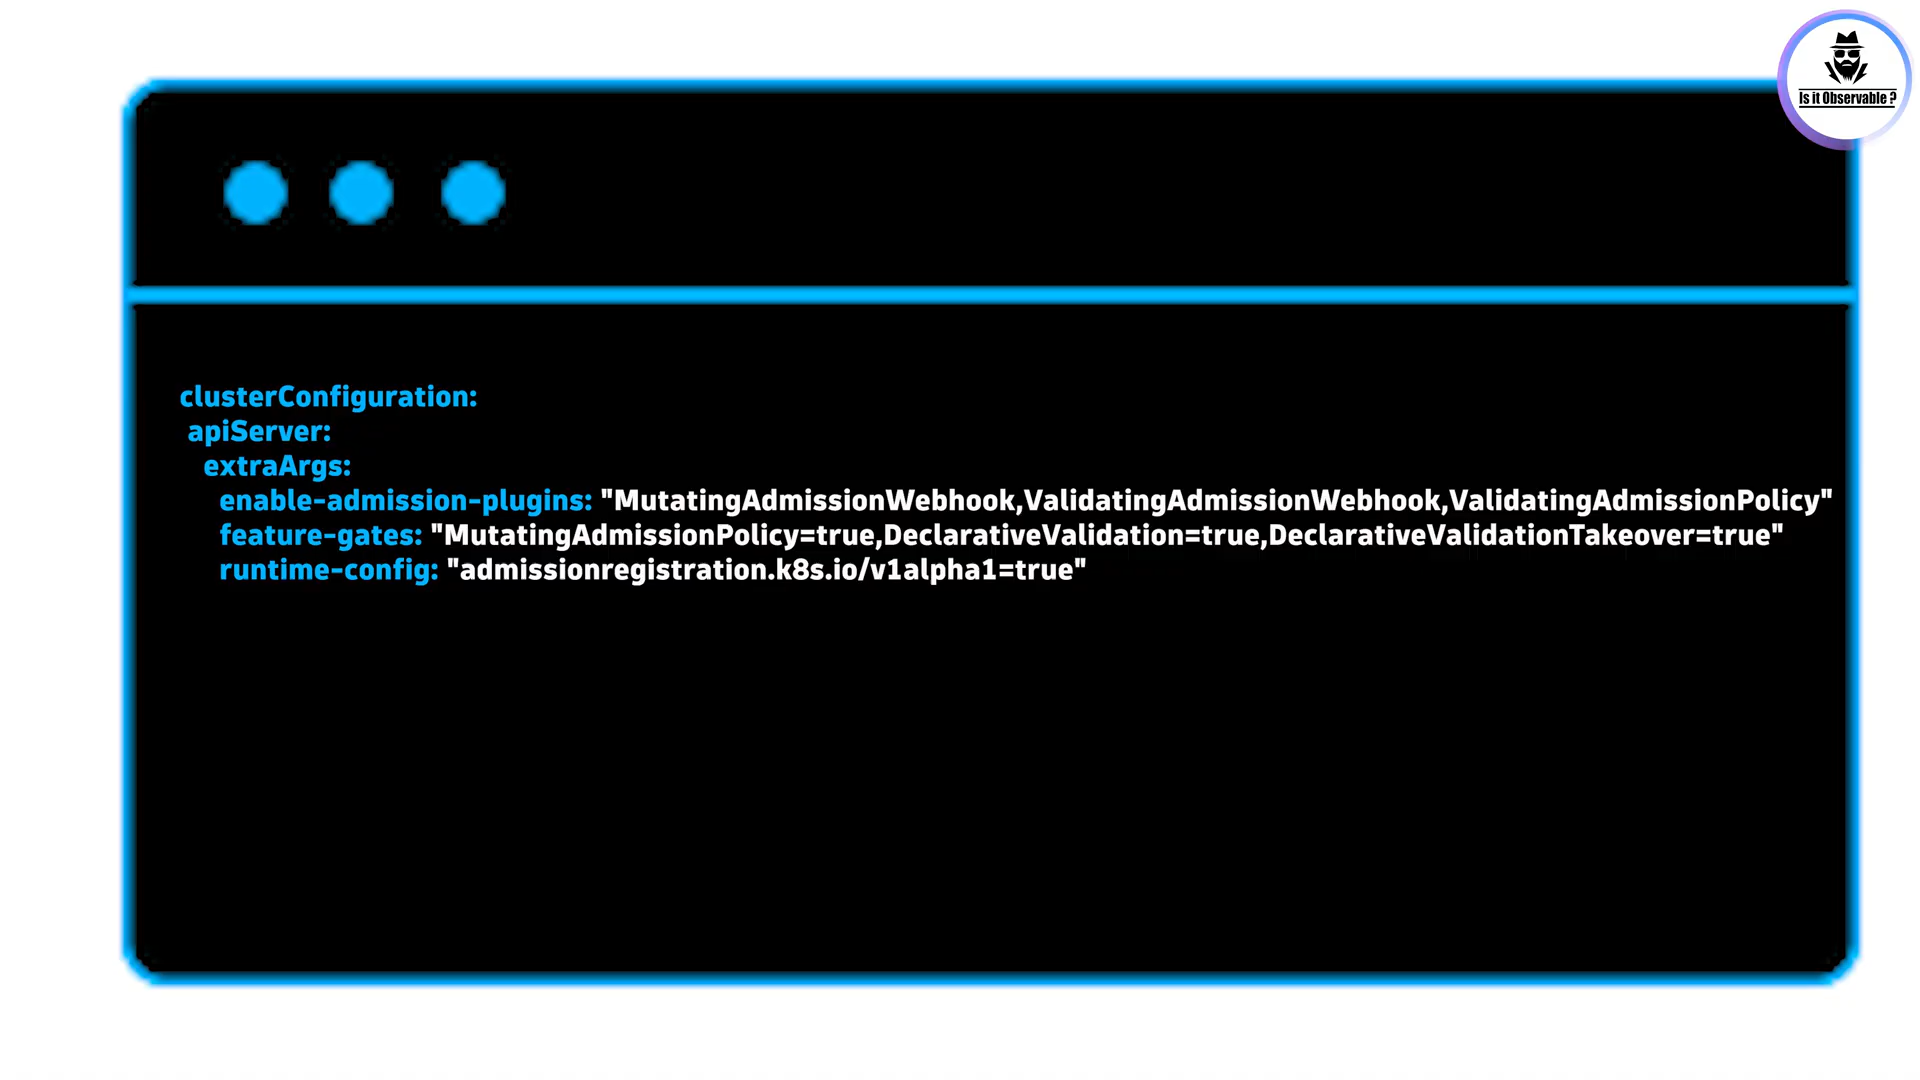 Is it Observable ?
clusterConfiguration:
apiServer:
extraArgs:
enable-admission-plugins: "MutatingAdmissionWebhook,ValidatingAdmissionWebhook,ValidatingAdmissionPolicy"
feature-gates: "MutatingAdmissionPolicy=true,DeclarativeValidation=true,DeclarativeValidationTakeover=true"
runtime-config: "admissionregistration.k8s.io/v1alpha1=true"